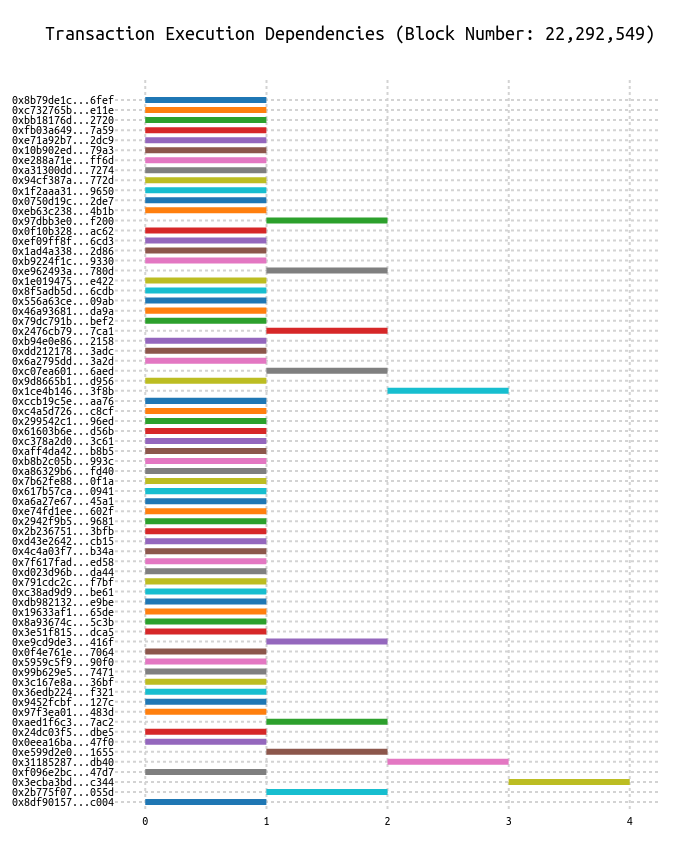 Transaction Execution Dependencies (Block Number: 22,292,549)
0x8b79de1c...6fef
0xc732765b...e11e
0xbb18176d...2720
0xfb03a649...7a59
0xe71a92b7...2dc9
0x10b902ed...79a3
0xe288a71e...ff6d
0xa31300dd...7274
0x94cf387a...772d
0x1f2aaa31...9650
0x0750d19c...2de7
0xeb63c238...4b1b
0x97dbb3e0...f200
0x0f10b328...ac62
0xef09ff8f...6cd3
0x1ad4a338...2d86
0xb9224f1c...9330
0xe962493a...780d
0x1e019475...e422
0x8f5adb5d...6cdb
0x556a63ce...09ab
0x46a93681...da9a
0x79dc791b...bef2
0x2476cb79...7ca1
0xb94e0e86...2158
0xdd212178...3adc
0x6a2795dd...3a2d
0xc07ea601...6aed
0x9d8665b1...d956
0x1ce4b146...3f8b
0xccb19c5e...aa76
0xc4a5d726...c8cf
0x299542c1...96ed
0x61603b6e...d56b
0xc378a2d0...3c61
0xaff4da42...b8b5
0xb8b2c05b...993c
0xa86329b6...fd40
0x7b62fe88...0f1a
0x617b57ca...0941
0xa6a27e67...45a1
0xe74fd1ee...602f
0x2942f9b5...9681
0x2b236751...3bfb
0xd43e2642...cb15
0x4c4a03f7...b34a
0x7f617fad...ed58
0xd023d96b...da44
0x791cdc2c...f7bf
0xc38ad9d9...be61
0xdb982132...e9be
0x19633af1...65de
0x8a93674c...5c3b
0x3e51f815...dca5
0xe9cd9de3...416f
0x0f4e761e...7064
0x5959c5f9...90f0
0x99b629e5...7471
0x3c167e8a...36bf
0x36edb224...f321
0x9452fcbf...127c
0x97f3ea01...483d
0xaed1f6c3...7ac2
0x24dc03f5...dbe5
0x0eea16ba...47f0
0xe599d2e0...1655
0x31185287...db40
0xf096e2bc...47d7
0x3ecba3bd...c344
0x2b775f07...055d
0x8df90157...c004
0 1 2 3 4